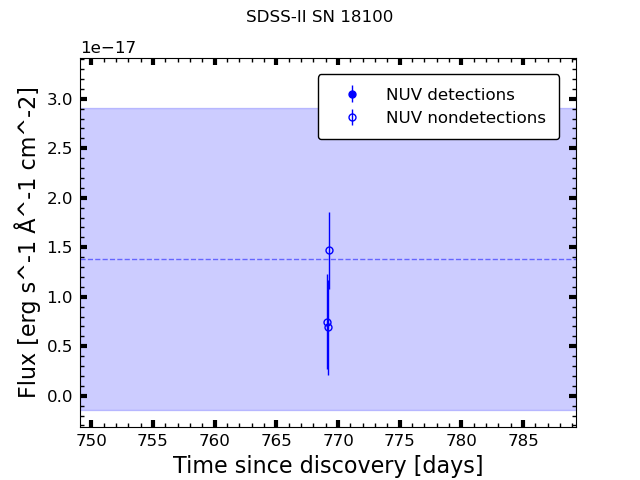 SDSS-II SN 18100
1e−17
NUV detections
NUV nondetections
3.0
2.5
2.0
1.5
1.0
0.5
0.0
Flux [erg s^-1 Å^-1 cm^-2]
750 755 760 765 770 775 780 785
Time since discovery [days]